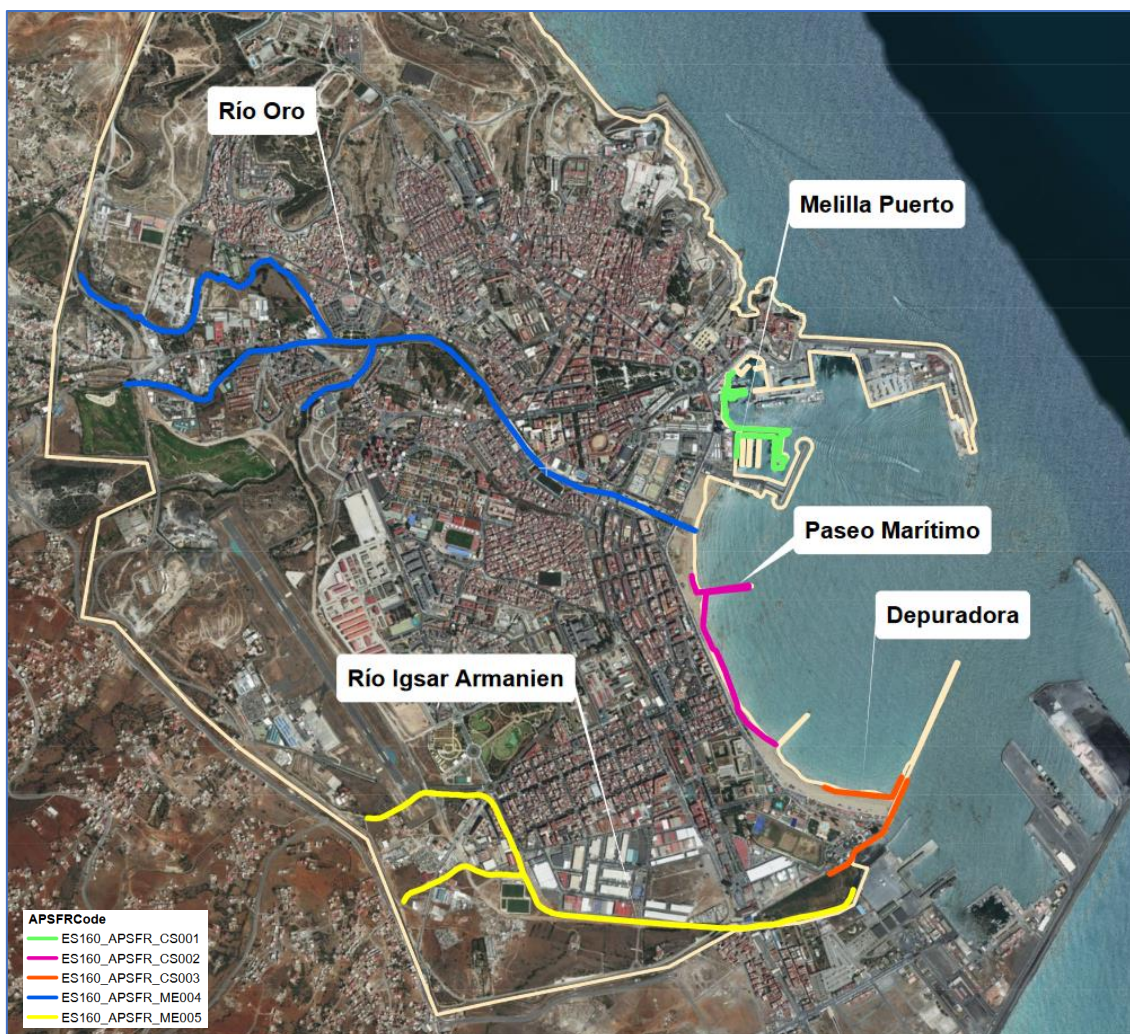 Río Oro
Melilla Puerto
Paseo Marítimo
Depuradora
Río Igsar Armanien
APSFRCode
ES160_APSFR_CS001
ES160_APSFR_CS002
ES160_APSFR_CS003
ES160_APSFR_ME004
ES160_APSFR_ME005